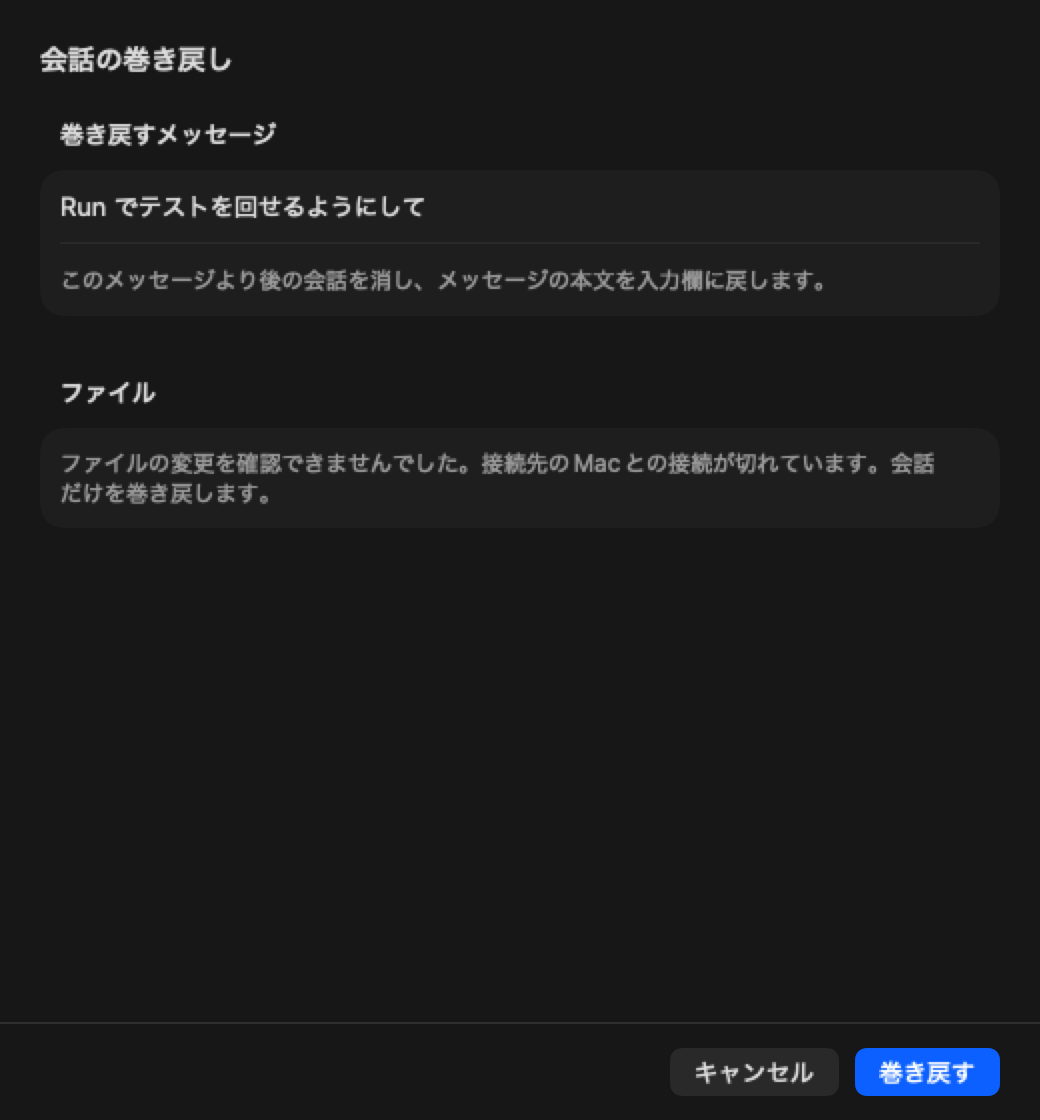 会話の巻き戻し
巻き戻すメッセージ
Run でテストを回せるようにして
このメッセージより後の会話を消し、メッセージの本文を入力欄に戻します。
ファイル
ファイルの変更を確認できませんでした。接続先の Mac との接続が切れています。会話
だけを巻き戻します。
キャンセル
巻き戻す